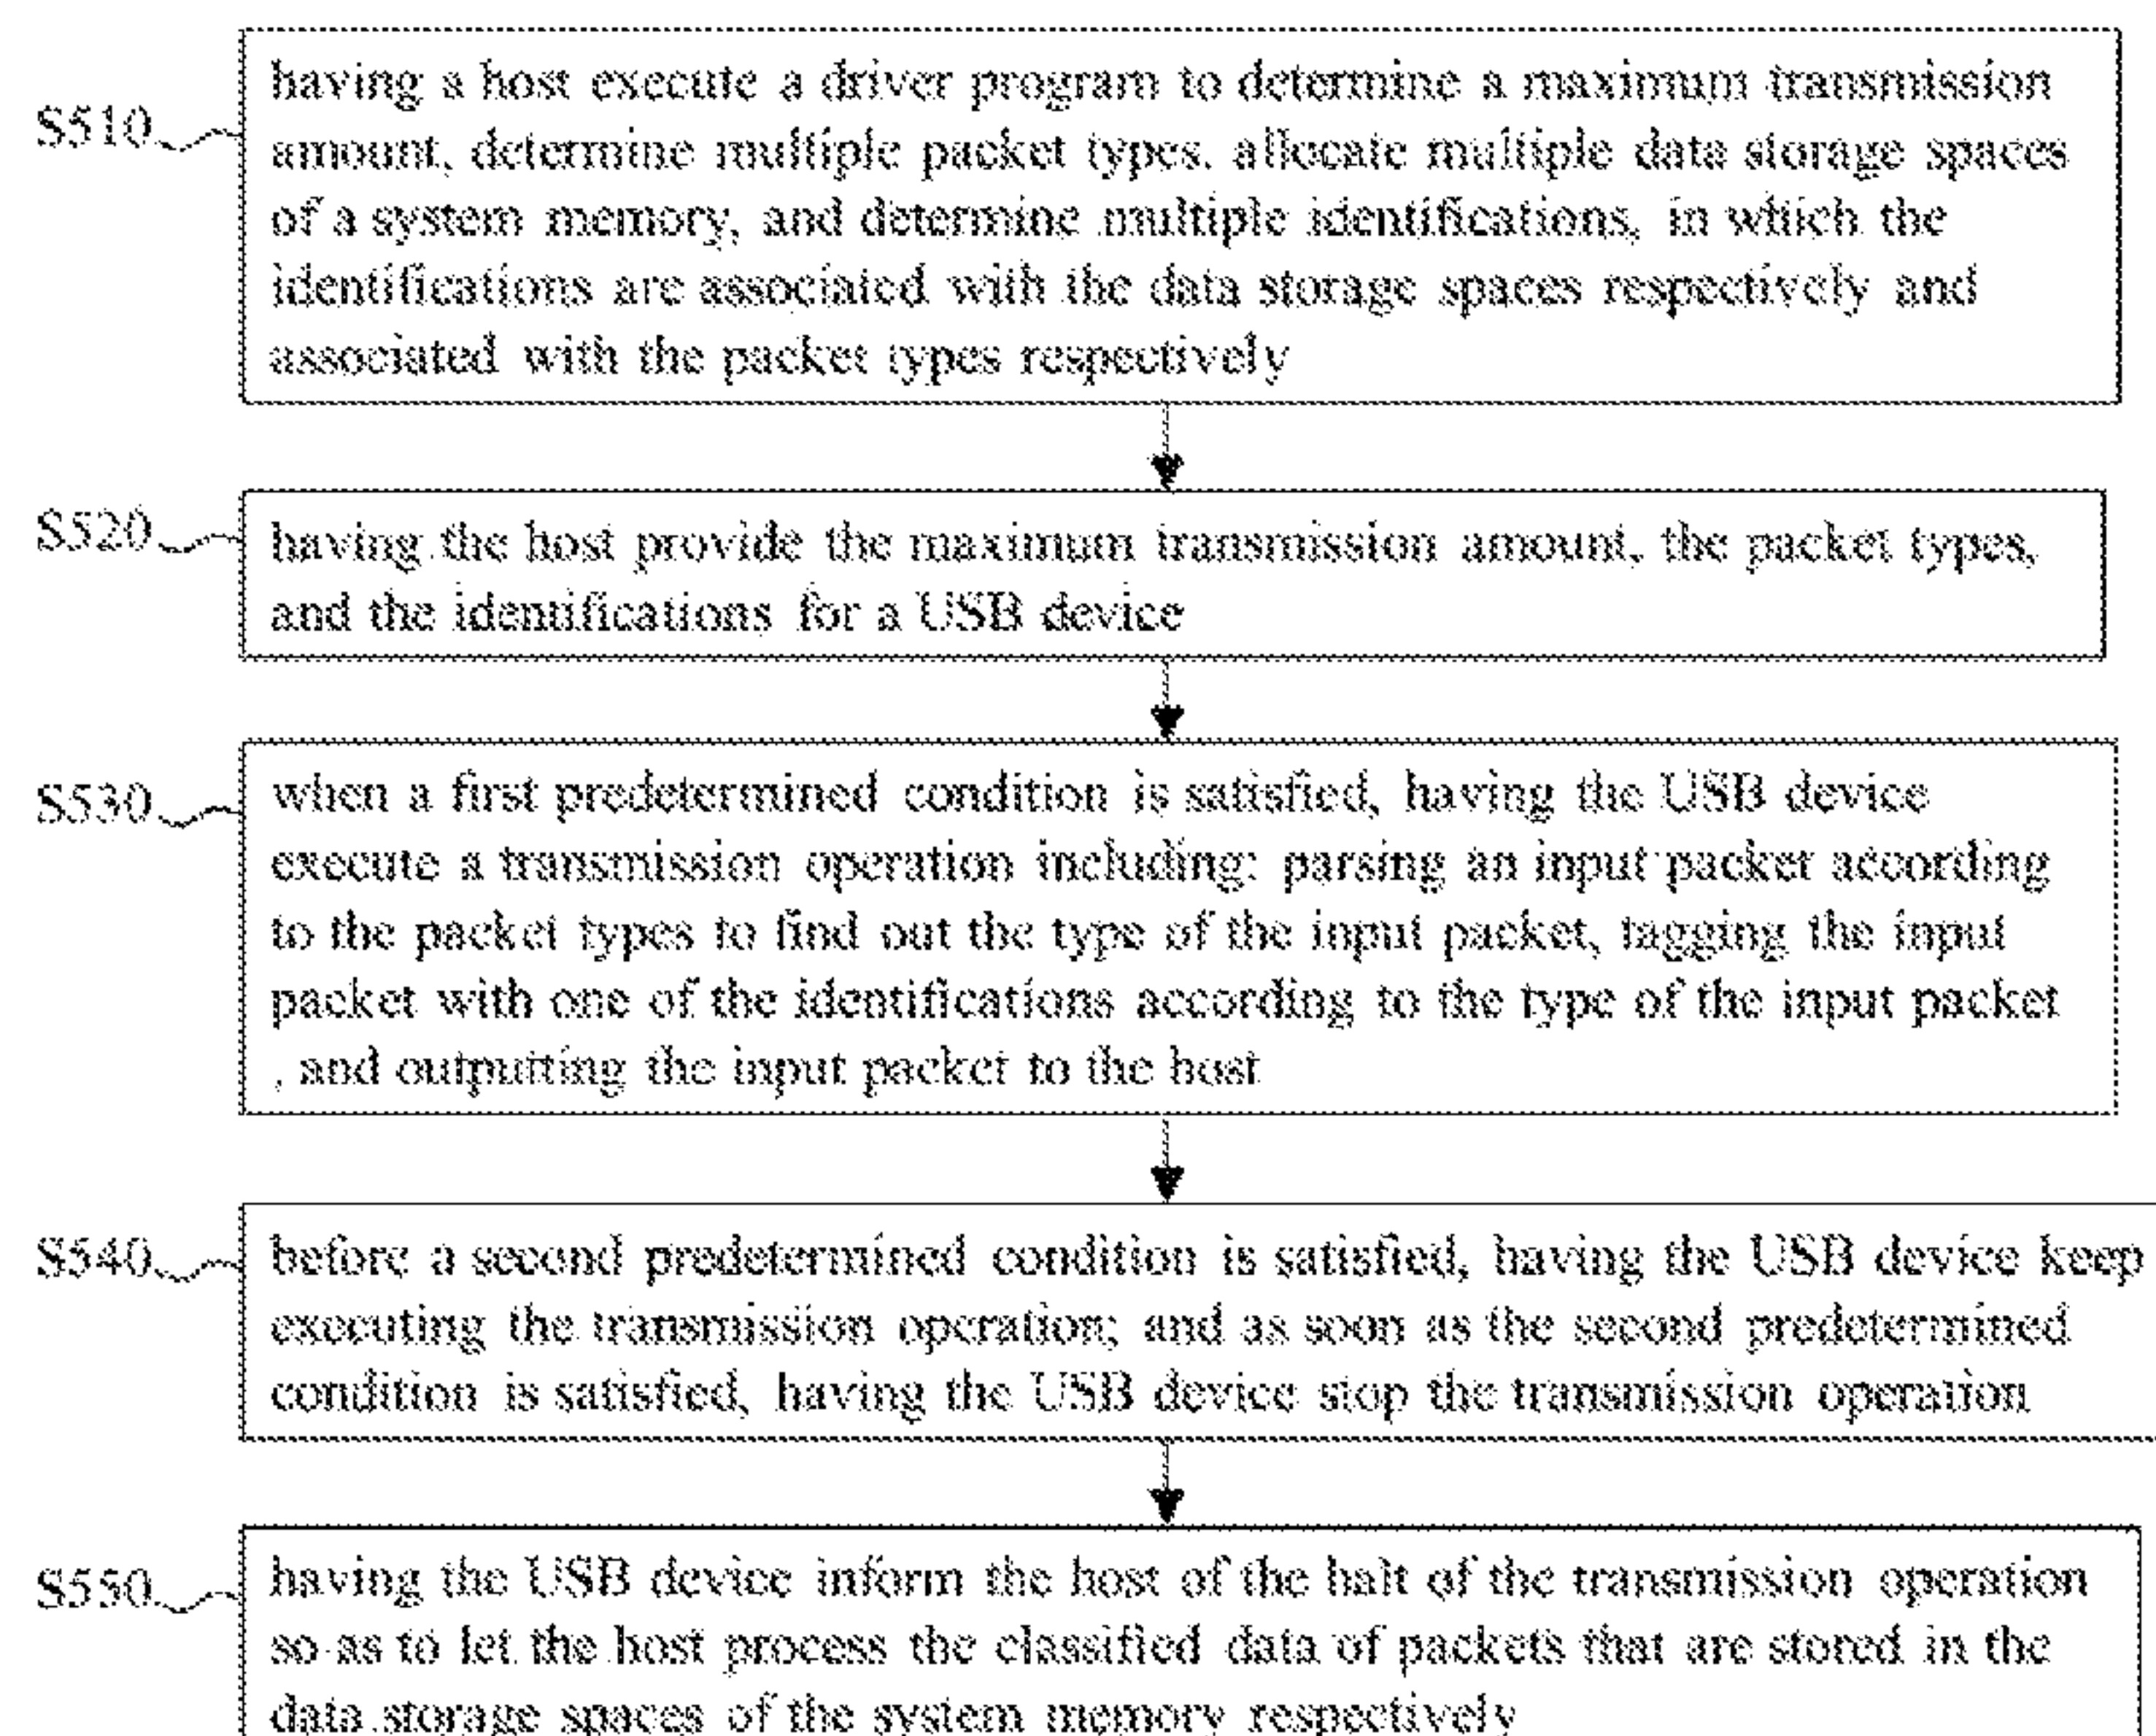 S510
having a host execute a driver program to determine a maximum transmission
amount, determine multiple packet types, allocate multiple data storage spaces
of a system memory, and determine multiple identifications, in which the
identifications are associated with the data storage spaces respectively and
associated with the packet types respectively
S520
having the host provide the maximum transmission amount, the packet types,
and the identifications for a USB device
S530
when a first predetermined condition is satisfied, having the USB device
execute a transmission operation including: parsing an input packet according
to the packet types to find out the type of the input packet, tagging the input
packet with one of the identifications according to the type of the input packet
, and outputting the input packet to the host
S540
before a second predetermined condition is satisfied, having the USB device keep
executing the transmission operation; and as soon as the second predetermined
condition is satisfied, having the USB device stop the transmission operation
S550
having the USB device inform the host of the halt of the transmission operation
so as to let the host process the classified data of packets that are stored in the
data storage spaces of the system memory respectively